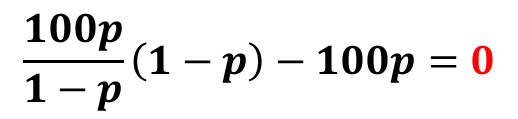 100p/(1 − p) (1 − p) − 100p = 0